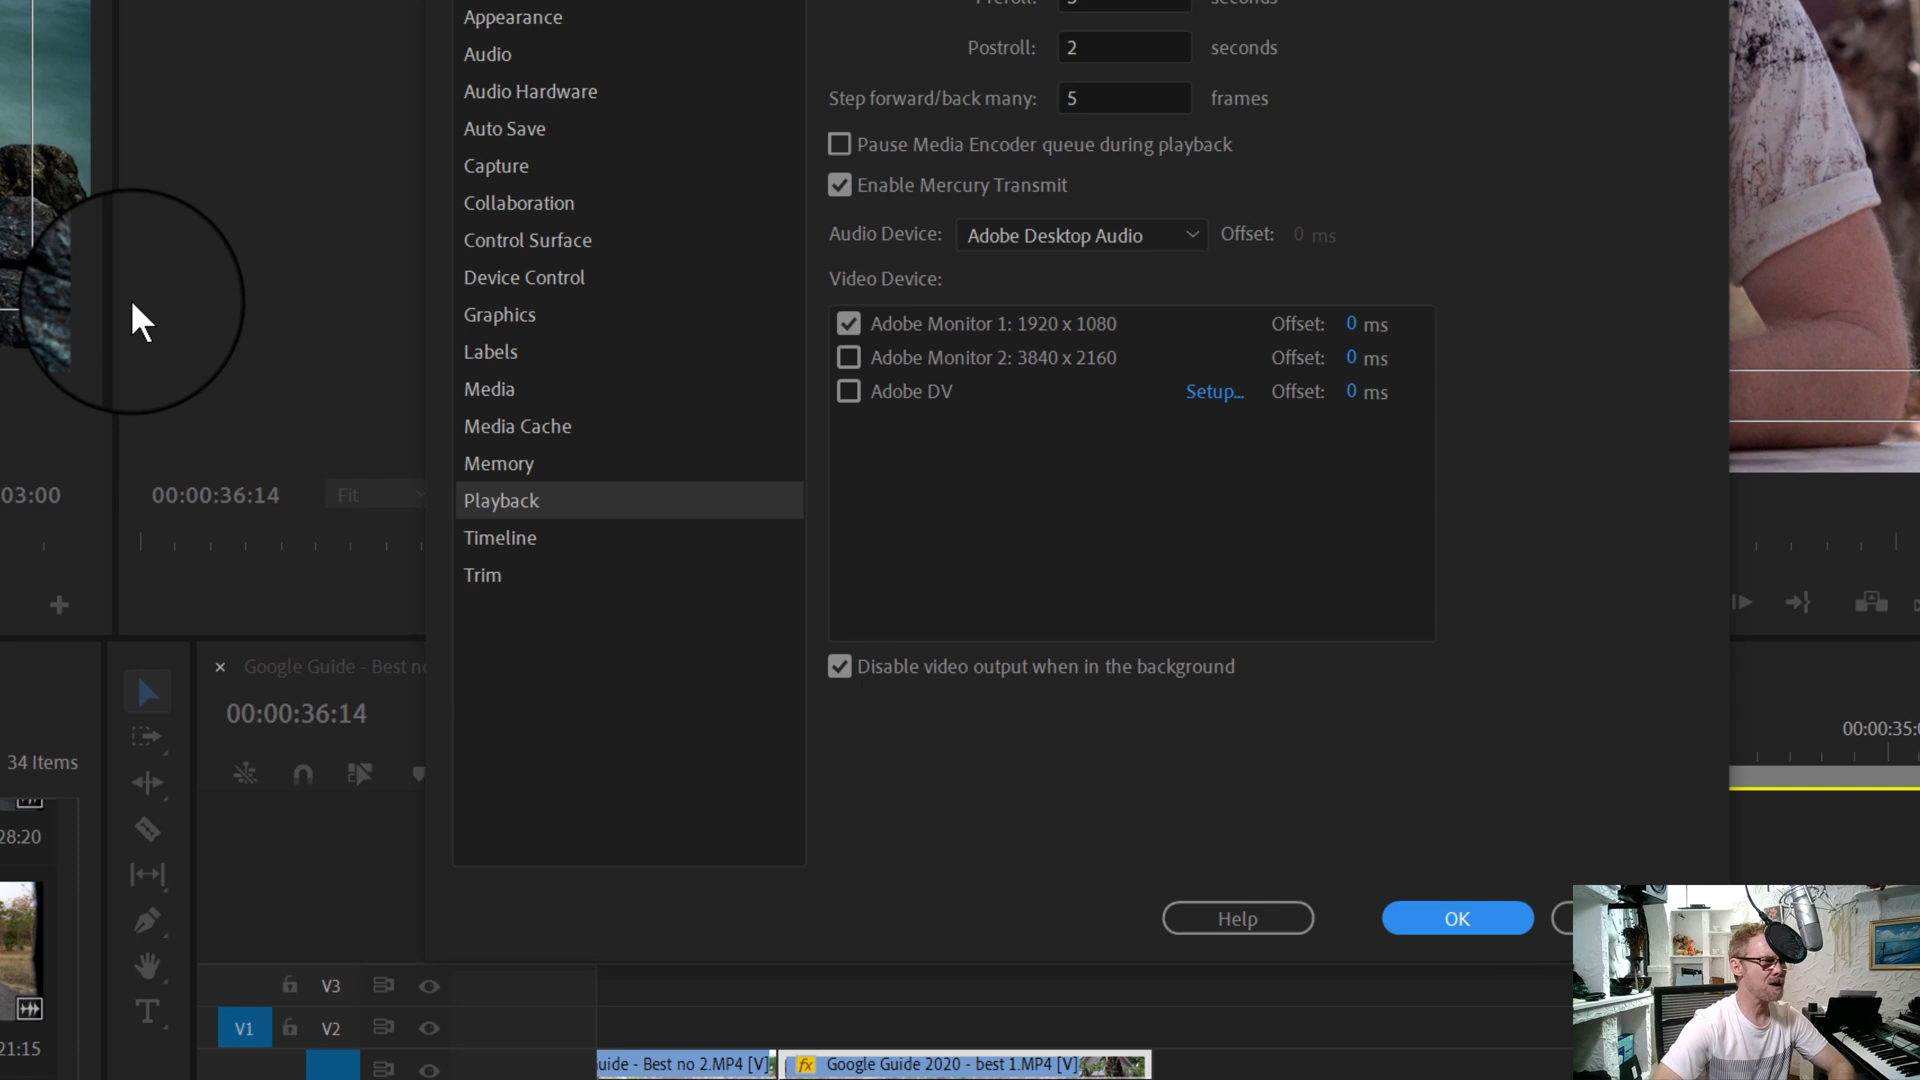 Appearance
Audio
Audio Hardware
Auto Save
Capture
Collaboration
Control Surface
Device Control
Graphics
Labels
Media
Media Cache
Memory
Playback
Timeline
Trim
Postroll: 2 seconds
Step forward/back many: 5 frames
Pause Media Encoder queue during playback
Enable Mercury Transmit
Audio Device: Adobe Desktop Audio Offset: 0 ms
Video Device:
Adobe Monitor 1: 1920 x 1080 Offset: 0 ms
Adobe Monitor 2: 3840 x 2160 Offset: 0 ms
Adobe DV Setup... Offset: 0 ms
Disable video output when in the background
Help
OK
03:00
00:00:36:14
Fit
× Google Guide - Best no
00:00:36:14
34 Items
28:20
21:15
00:00:35:
V3
V1 V2
uide - Best no 2.MP4 [V]
fx Google Guide 2020 - best 1.MP4 [V]